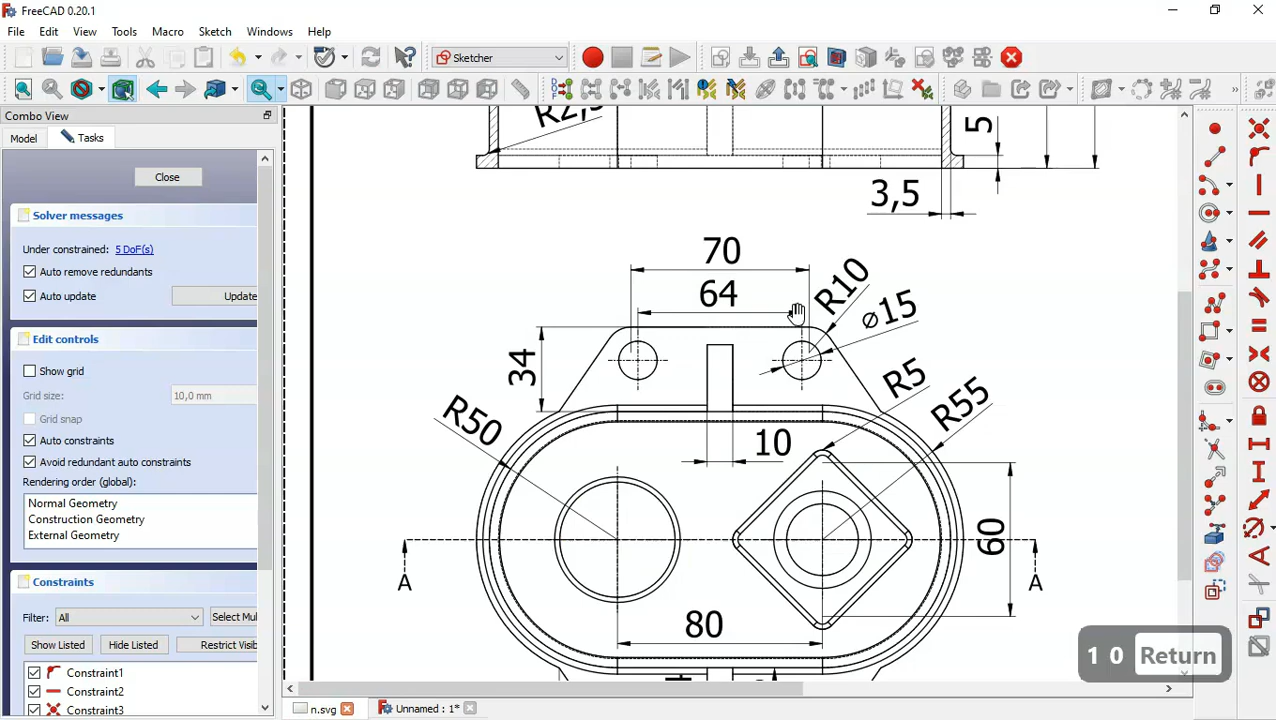 FreeCAD 0.20.1
File Edit View Tools Macro Sketch Windows Help
Sketcher
Combo View
Model Tasks
Close
Solver messages
Under constrained: 5 DoF(s)
Auto remove redundants
Auto update Update
Edit controls
Show grid
Grid size: 10,0 mm
Grid snap
Auto constraints
Avoid redundant auto constraints
Rendering order (global):
Normal Geometry
Construction Geometry
External Geometry
Constraints
Filter: All Select Mul
Show Listed Hide Listed Restrict Visib
Constraint1
Constraint2
Constraint3
5
3,5
70
64
R10
⌀15
34
R5
R55
R50
10
60
A A
80
1 0 Return
n.svg Unnamed : 1*